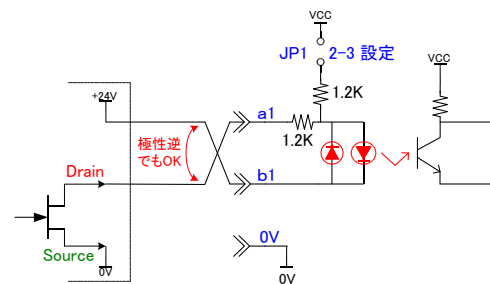 VCC
JP1 2-3 設定
VCC
+24V
1.2K
a1
極性逆
でもOK
1.2K
Drain
b1
Source
0V
0V
0V